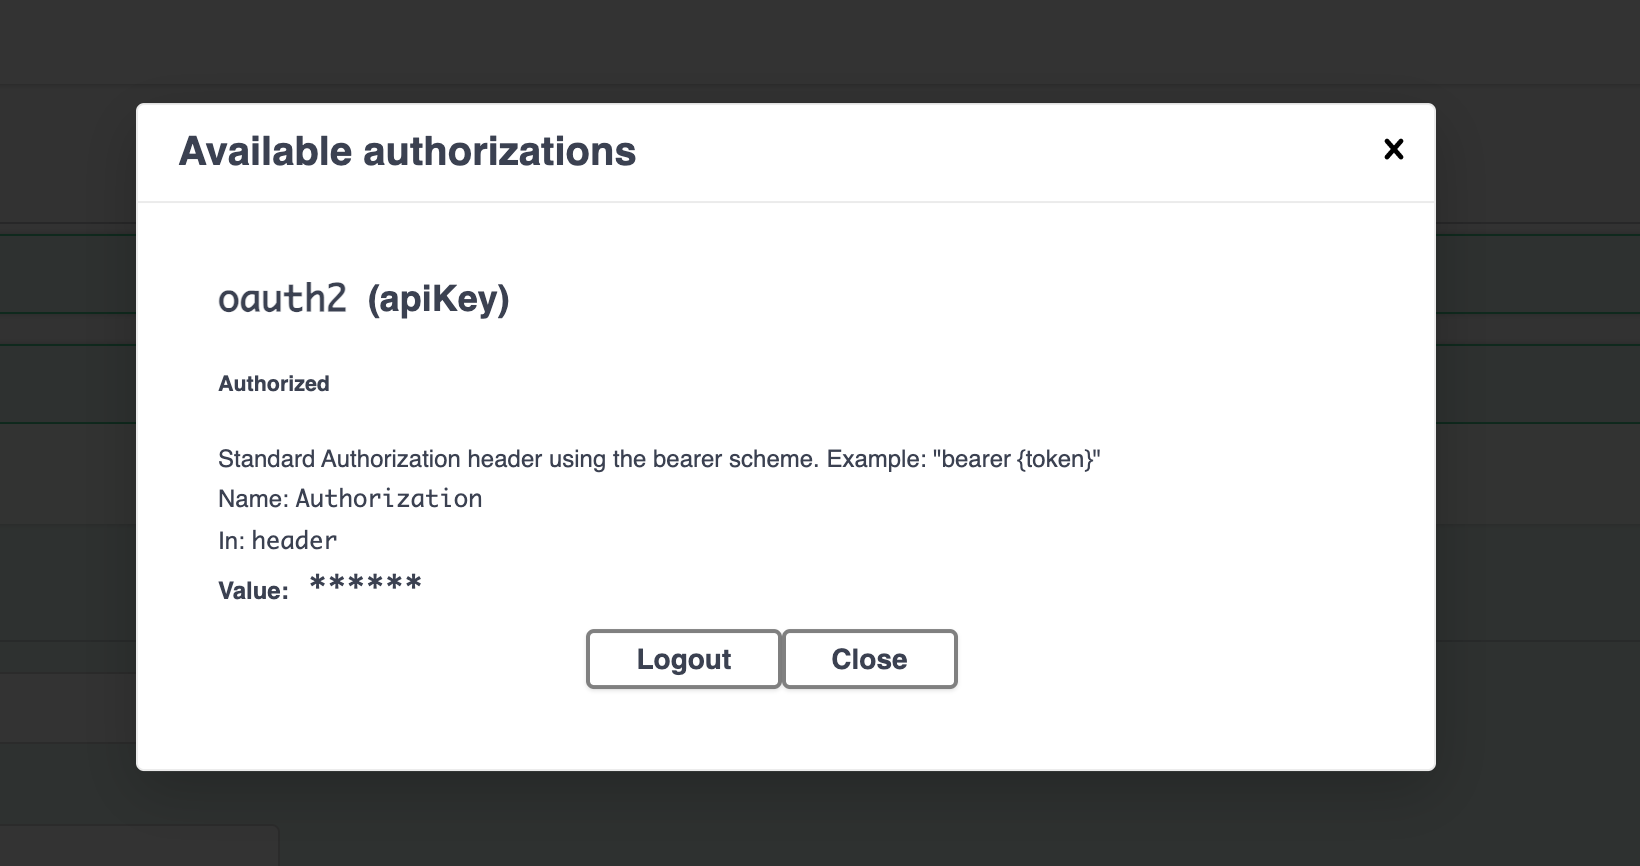 Available authorizations
oauth2 (apiKey)
Authorized
Standard Authorization header using the bearer scheme. Example: "bearer {token}"
Name: Authorization
In: header
Value: ******
Logout Close